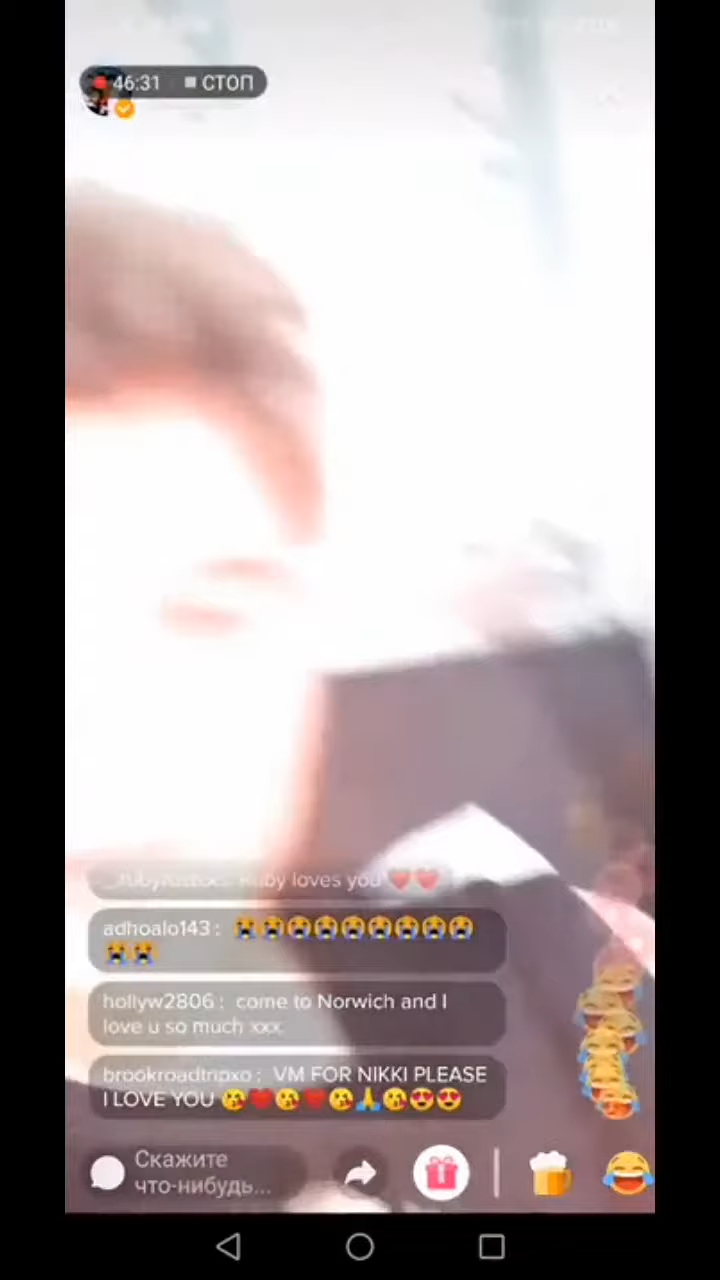 46:31 СТОП
Ruby loves you ❤❤
adhoalo143 : 😭😭😭😭😭😭😭😭😭
😭😭
hollyw2806 : come to Norwich and I
love u so much xxx
brookroadtripxo : VM FOR NIKKI PLEASE
I LOVE YOU 😘❤😘❤😘🙏😘😍😍
Скажите
что-нибудь...